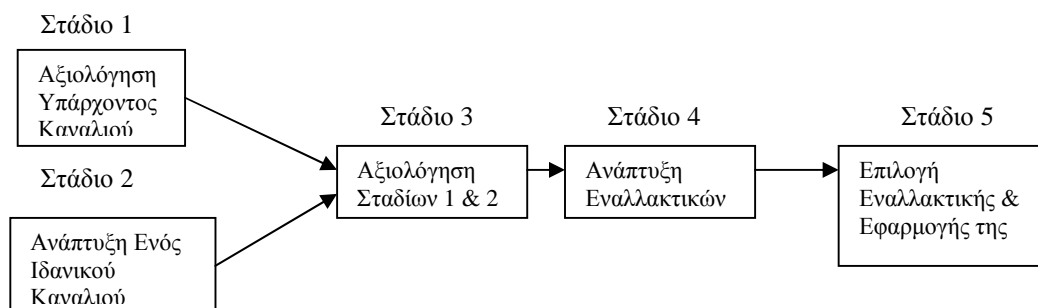 Στάδιο 1
Αξιολόγηση
Υπάρχοντος
Καναλιού
Στάδιο 2
Ανάπτυξη Ενός
Ιδανικού
Καναλιού
Στάδιο 3
Αξιολόγηση
Σταδίων 1 & 2
Στάδιο 4
Ανάπτυξη
Εναλλακτικών
Στάδιο 5
Επιλογή
Εναλλακτικής &
Εφαρμογής της